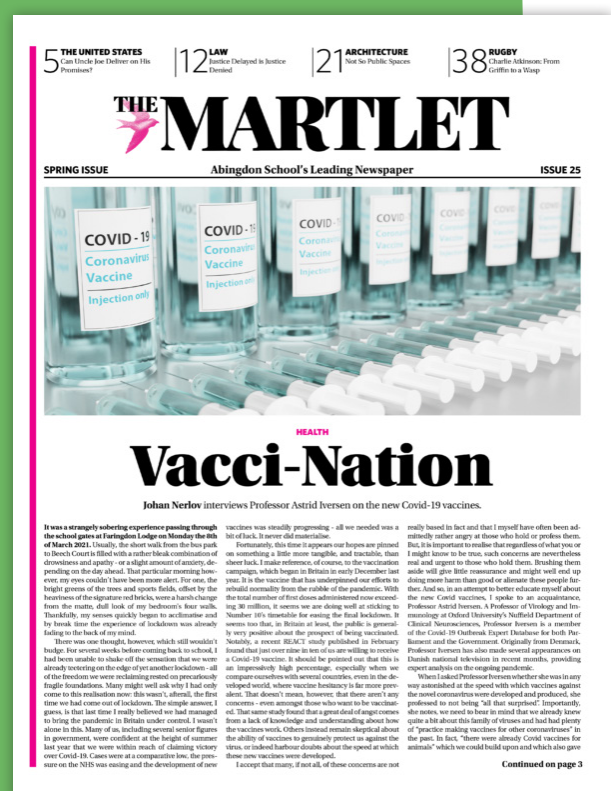 5 THE UNITED STATES
Can Uncle Joe Deliver on His
Promises?
12 LAW
Justice Delayed is Justice
Denied
21 ARCHITECTURE
Not So Public Spaces
38 RUGBY
Charlie Atkinson: From
Griffin to a Wasp
THE MARTLET
SPRING ISSUE
Abingdon School's Leading Newspaper
ISSUE 25
COVID - 19
Coronavirus
Vaccine
Injection only
COVID - 19
Coronavirus
Vaccine
Injection only
COVID -
Coronavi
Vaccine
Injection
COVID
HEALTH
Vacci-Nation
Johan Nerlov interviews Professor Astrid Iversen on the new Covid-19 vaccines.
It was a strangely sobering experience passing through
the school gates at Faringdon Lodge on Monday the 8th
of March 2021. Usually, the short walk from the bus park
to Beech Court is filled with a rather bleak combination of
drowsiness and apathy - or a slight amount of anxiety, de-
pending on the day ahead. That particular morning how-
ever, my eyes couldn't have been more alert. For one, the
bright greens of the trees and sports fields, offset by the
heaviness of the signature red bricks, were a harsh change
from the matte, dull look of my bedroom's four walls.
Thankfully, my senses quickly began to acclimatise and
by break time the experience of lockdown was already
fading to the back of my mind.
There was one thought, however, which still wouldn't
budge. For several weeks before coming back to school, I
had been unable to shake off the sensation that we were
already teetering on the edge of yet another lockdown - all
of the freedom we were reclaiming rested on precariously
fragile foundations. Many might well ask why I had only
come to this realisation now: this wasn't, afterall, the first
time we had come out of lockdown. The simple answer, I
guess, is that last time I really believed we had managed
to bring the pandemic in Britain under control. I wasn't
alone in this. Many of us, including several senior figures
in government, were confident at the height of summer
last year that we were within reach of claiming victory
over Covid-19. Cases were at a comparative low, the pres-
sure on the NHS was easing and the development of new
vaccines was steadily progressing - all we needed was a
bit of luck. It never did materialise.
Fortunately, this time it appears our hopes are pinned
on something a little more tangible, and tractable, than
sheer luck. I make reference, of course, to the vaccination
campaign, which began in Britain in early December last
year. It is the vaccine that has underpinned our efforts to
rebuild normality from the rubble of the pandemic. With
the total number of first doses administered now exceed-
ing 30 million, it seems we are doing well at sticking to
Number 10's timetable for easing the final lockdown. It
seems too that, in Britain at least, the public is general-
ly very positive about the prospect of being vaccinated.
Notably, a recent REACT study published in February
found that just over nine in ten of us are willing to receive
a Covid-19 vaccine. It should be pointed out that this is
an impressively high percentage, especially when we
compare ourselves with several countries, even in the de-
veloped world, where vaccine hesitancy is far more prev-
alent. That doesn't mean, however, that there aren't any
concerns - even amongst those who want to be vaccinat-
ed. That same study found that a great deal of angst comes
from a lack of knowledge and understanding about how
the vaccines work. Others instead remain skeptical about
the ability of vaccines to genuinely protect us against the
virus, or indeed harbour doubts about the speed at which
these new vaccines were developed.
I accept that many, if not all, of these concerns are not
really based in fact and that I myself have often been ad-
mittedly rather angry at those who hold or profess them.
But, it is important to realise that regardless of what you or
I might know to be true, such concerns are nevertheless
real and urgent to those who hold them. Brushing them
aside will give little reassurance and might well end up
doing more harm than good or alienate these people fur-
ther. And so, in an attempt to better educate myself about
the new Covid vaccines, I spoke to an acquaintance,
Professor Astrid Iversen. A Professor of Virology and Im-
munology at Oxford University's Nuffield Department of
Clinical Neurosciences, Professor Iversen is a member
of the Covid-19 Outbreak Expert Database for both Par-
liament and the Government. Originally from Denmark,
Professor Iversen has also made several appearances on
Danish national television in recent months, providing
expert analysis on the ongoing pandemic.
When I asked Professor Iversen whether she was in any
way astonished at the speed with which vaccines against
the novel coronavirus were developed and produced, she
professed to not being "all that surprised". Importantly,
she notes, we need to bear in mind that we already knew
quite a bit about this family of viruses and had had plenty
of "practice making vaccines for other coronaviruses" in
the past. In fact, "there were already Covid vaccines for
animals" which we could build upon and which also gave
Continued on page 3